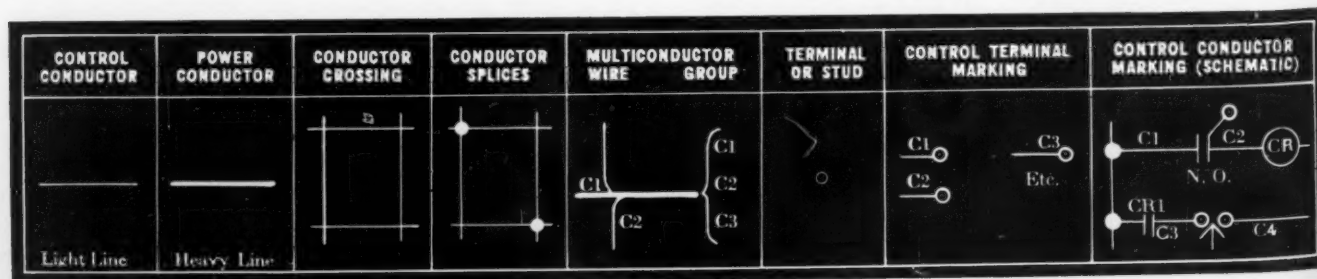 CONTROL
CONDUCTOR
POWER
CONDUCTOR
CONDUCTOR
CROSSING
CONDUCTOR
SPLICES
MULTICONDUCTOR
WIRE GROUP
TERMINAL
OR STUD
CONTROL TERMINAL
MARKING
CONTROL CONDUCTOR
MARKING (SCHEMATIC)
Light Line
Heavy Line
C1
C2
C1
C2
C3
C1
C2
C3
Etc.
C1
C2
CR
N. O.
CR1
C3
C4